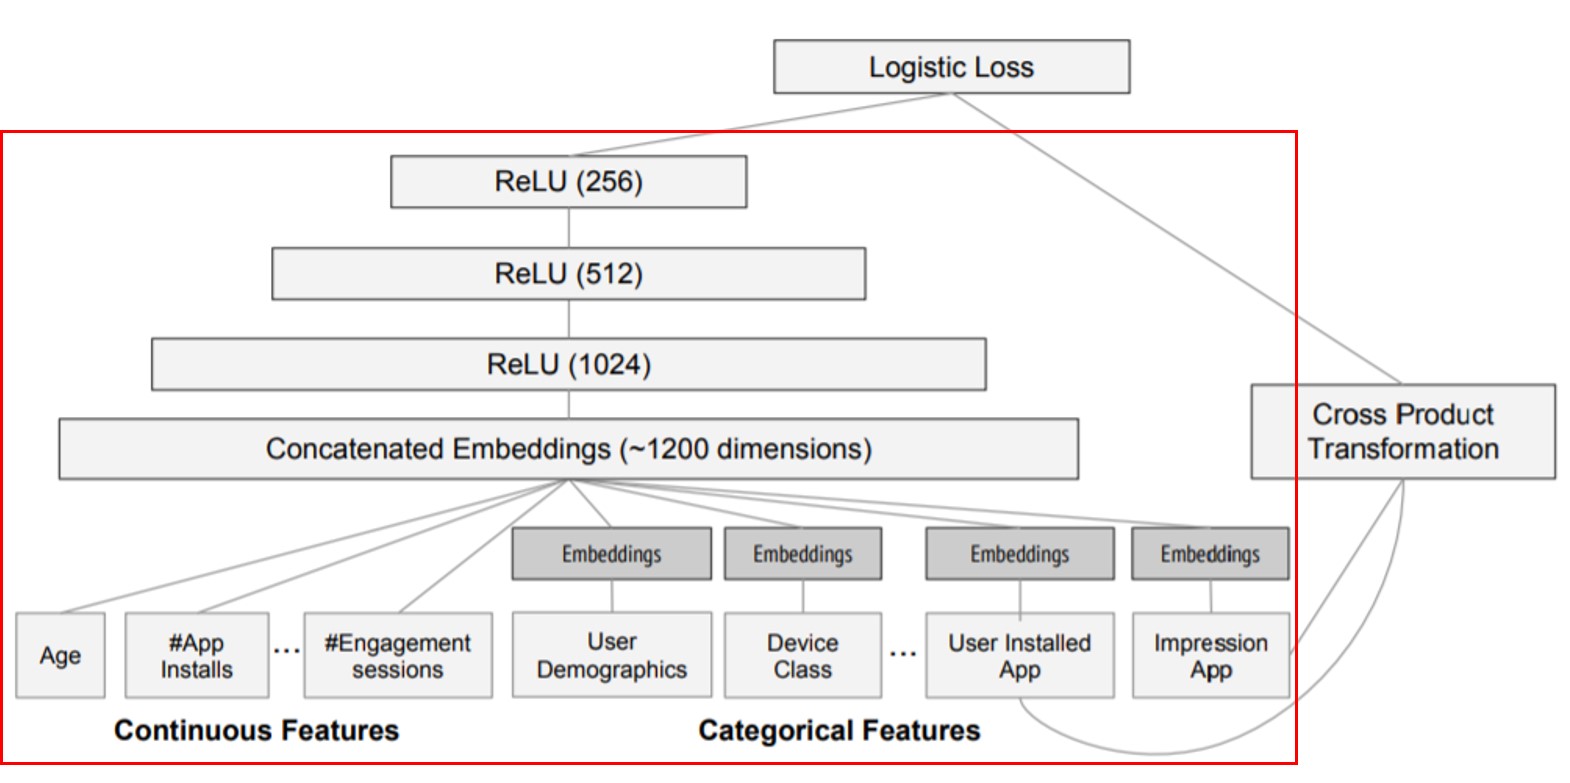 Logistic Loss
ReLU (256)
ReLU (512)
ReLU (1024)
Concatenated Embeddings (~1200 dimensions)
Cross Product
Transformation
Embeddings
Embeddings
Embeddings
Embeddings
Age
#App
Installs
...
#Engagement
sessions
User
Demographics
Device
Class
...
User Installed
App
Impression
App
Continuous Features
Categorical Features